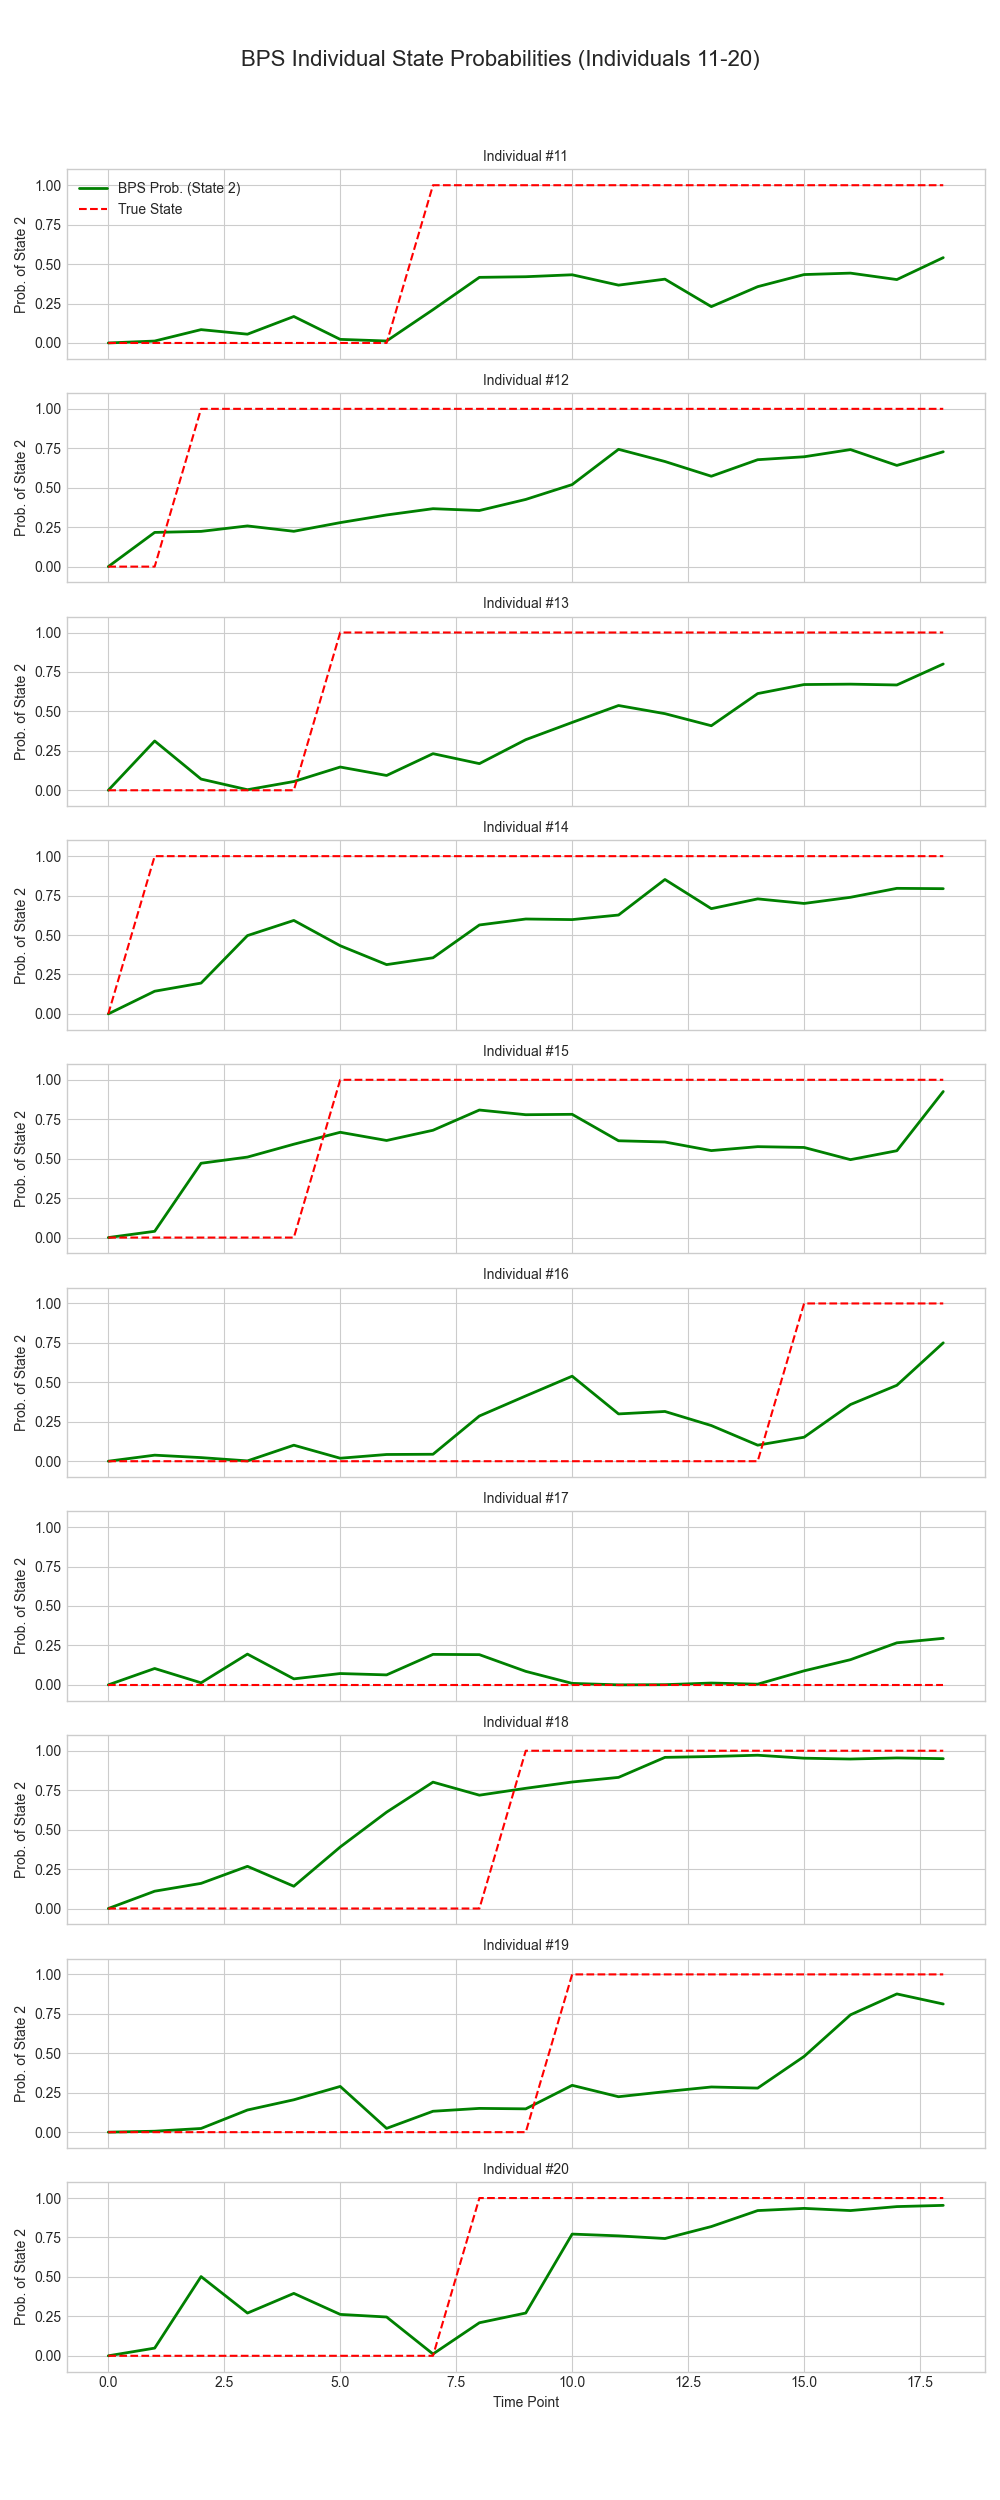 BPS Individual State Probabilities (Individuals 11-20)
Individual #11
BPS Prob. (State 2)
True State
Prob. of State 2
1.00
0.75
0.50
0.25
0.00
Individual #12
Prob. of State 2
1.00
0.75
0.50
0.25
0.00
Individual #13
Prob. of State 2
1.00
0.75
0.50
0.25
0.00
Individual #14
Prob. of State 2
1.00
0.75
0.50
0.25
0.00
Individual #15
Prob. of State 2
1.00
0.75
0.50
0.25
0.00
Individual #16
Prob. of State 2
1.00
0.75
0.50
0.25
0.00
Individual #17
Prob. of State 2
1.00
0.75
0.50
0.25
0.00
Individual #18
Prob. of State 2
1.00
0.75
0.50
0.25
0.00
Individual #19
Prob. of State 2
1.00
0.75
0.50
0.25
0.00
Individual #20
Prob. of State 2
1.00
0.75
0.50
0.25
0.00
0.0 2.5 5.0 7.5 10.0 12.5 15.0 17.5
Time Point